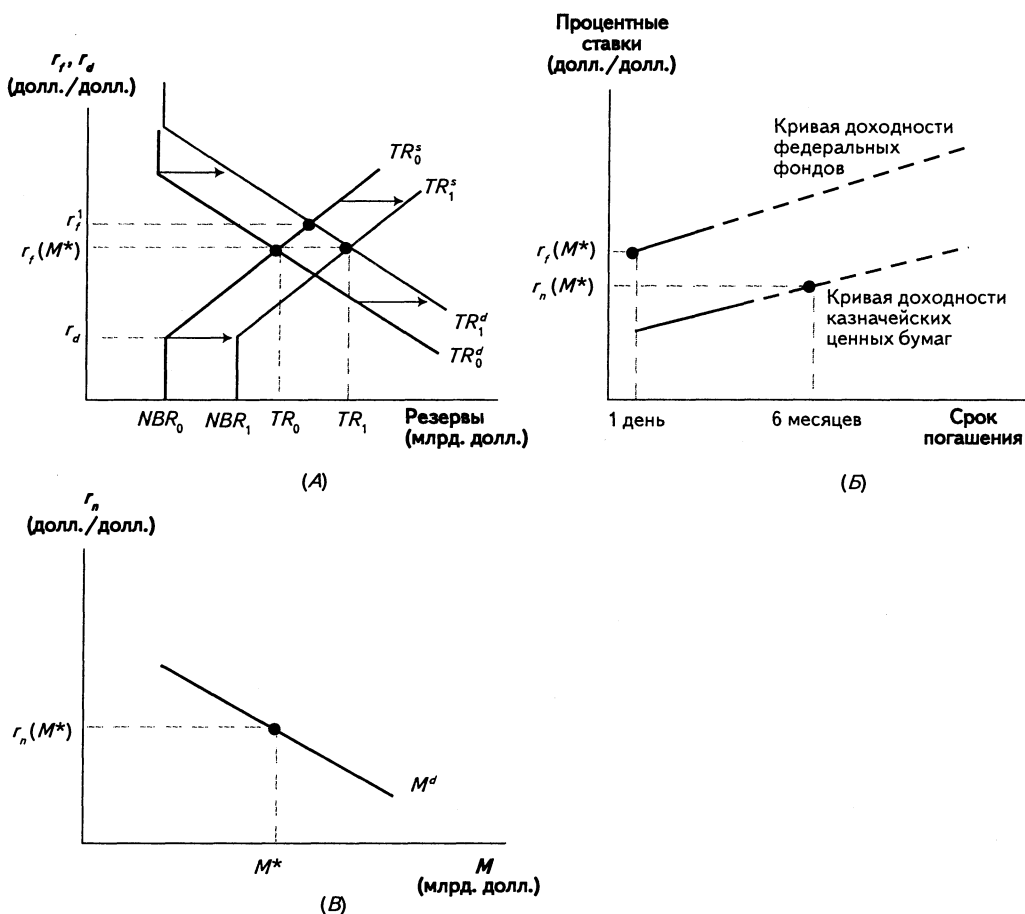 r_f, r_d
(долл./долл.)
TR_0^s
TR_1^s
r_f^1
r_f(M*)
r_d
TR_1^d
TR_0^d
NBR_0 NBR_1 TR_0 TR_1 Резервы
(млрд. долл.)
(А)
Процентные
ставки
(долл./долл.)
Кривая доходности
федеральных
фондов
r_f(M*)
r_n(M*)
Кривая доходности
казначейских
ценных бумаг
1 день 6 месяцев Срок
погашения
(Б)
r_n
(долл./долл.)
r_n(M*)
M^d
M* M
(млрд. долл.)
(В)